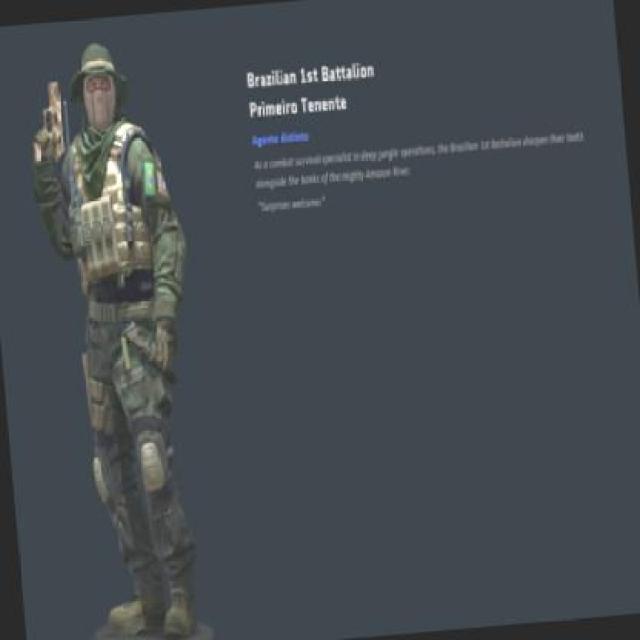 Brazilian 1st Battalion
Primeiro Tenente
Agente distinto
As a combat survival specialist in deep jungle operations, the Brazilian 1st Battalion sharpen their teeth
alongside the banks of the mighty Amazon River.
"Surprises welcome."